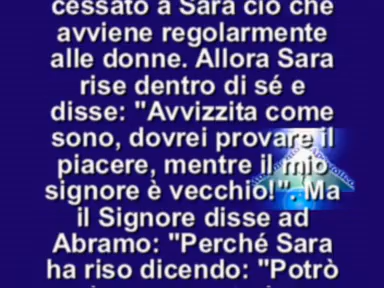 cessato a Sara ciò che
avviene regolarmente
alle donne. Allora Sara
rise dentro di sé e
disse: "Avvizzita come
sono, dovrei provare il
piacere, mentre il mio
signore è vecchio!". Ma
il Signore disse ad
Abramo: "Perché Sara
ha riso dicendo: "Potrò